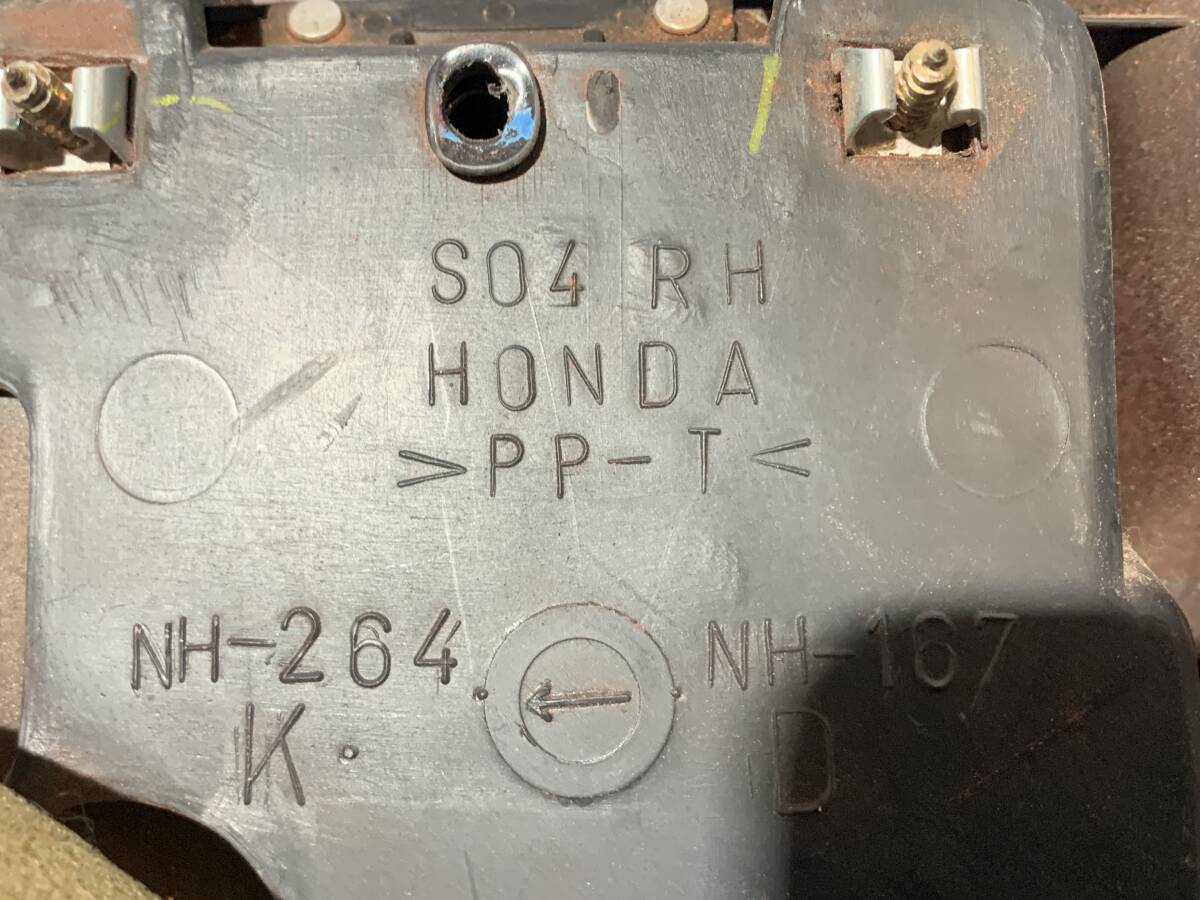 S04 RH
HONDA
>PP-T<
NH-264 NH-167
K D